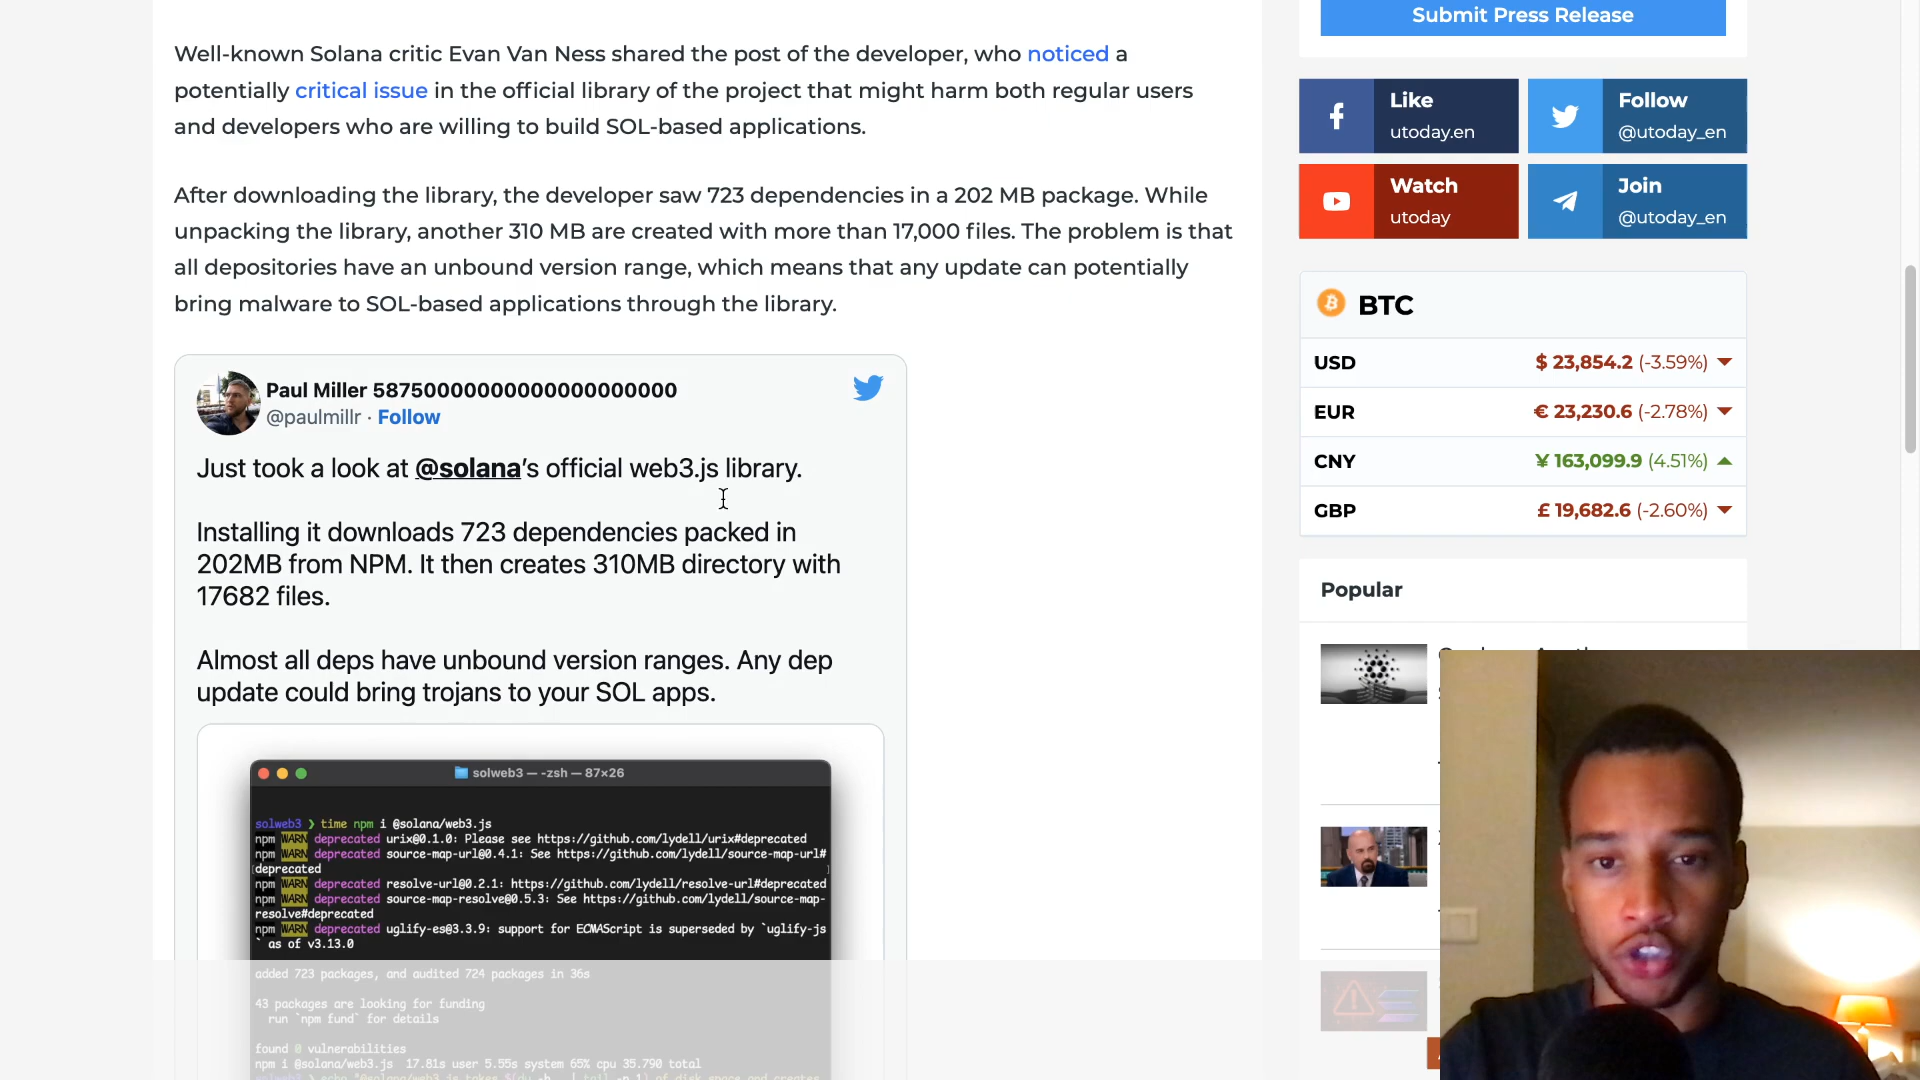 Submit Press Release
Well-known Solana critic Evan Van Ness shared the post of the developer, who noticed a
potentially critical issue in the official library of the project that might harm both regular users
and developers who are willing to build SOL-based applications.
After downloading the library, the developer saw 723 dependencies in a 202 MB package. While
unpacking the library, another 310 MB are created with more than 17,000 files. The problem is that
all depositories have an unbound version range, which means that any update can potentially
bring malware to SOL-based applications through the library.
Paul Miller 58750000000000000000000
@paulmillr · Follow
Just took a look at @solana's official web3.js library.
Installing it downloads 723 dependencies packed in
202MB from NPM. It then creates 310MB directory with
17682 files.
Almost all deps have unbound version ranges. Any dep
update could bring trojans to your SOL apps.
solweb3 — -zsh — 87×26
solweb3 ❯ time npm i @solana/web3.js
npm WARN deprecated urix@0.1.0: Please see https://github.com/lydell/urix#deprecated
npm WARN deprecated source-map-url@0.4.1: See https://github.com/lydell/source-map-url#
deprecated
npm WARN deprecated resolve-url@0.2.1: https://github.com/lydell/resolve-url#deprecated
npm WARN deprecated source-map-resolve@0.5.3: See https://github.com/lydell/source-map-
resolve#deprecated
npm WARN deprecated uglify-es@3.3.9: support for ECMAScript is superseded by `uglify-js
` as of v3.13.0
added 723 packages, and audited 724 packages in 36s
43 packages are looking for funding
run `npm fund` for details
found 0 vulnerabilities
npm i @solana/web3.js 17.81s user 5.55s system 65% cpu 35.790 total
Like
utoday.en
Follow
@utoday_en
Watch
utoday
Join
@utoday_en
BTC
USD $ 23,854.2 (-3.59%)
EUR € 23,230.6 (-2.78%)
CNY ¥ 163,099.9 (4.51%)
GBP £ 19,682.6 (-2.60%)
Popular